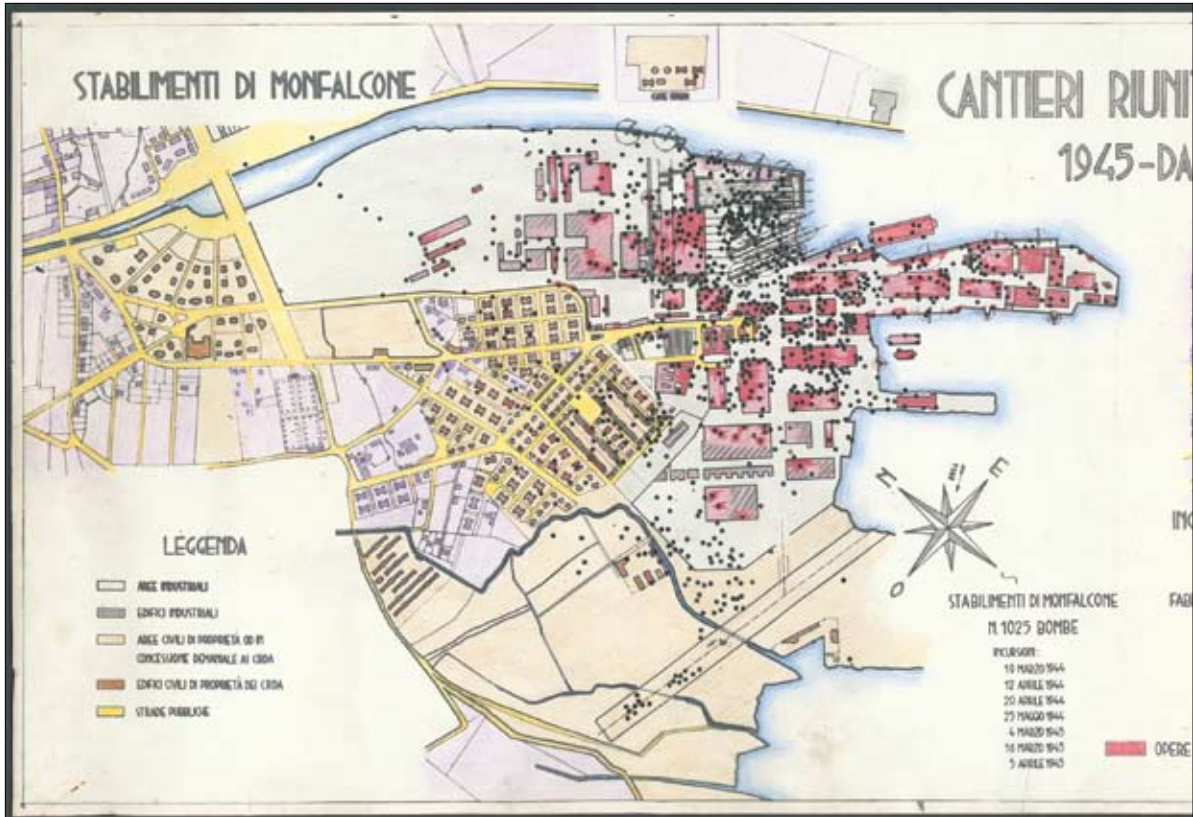 STABILIMENTI DI MONFALCONE
CANTIERI RIUNI
1945-DA
LEGGENDA
AREE INDUSTRIALI
EDIFICI INDUSTRIALI
AREE CIVILI DI PROPRIETÀ OD IN
CONCESSIONE DEMANIALE AI CRDA
EDIFICI CIVILI DI PROPRIETÀ DEI CRDA
STRADE PUBBLICHE
N
E
S
O
STABILIMENTI DI MONFALCONE
N. 1025 BOMBE
INCURSIONI:
19 MARZO 1944
12 APRILE 1944
20 APRILE 1944
25 MAGGIO 1944
4 MARZO 1945
16 MARZO 1945
5 APRILE 1945
OPERE
INC
FABB